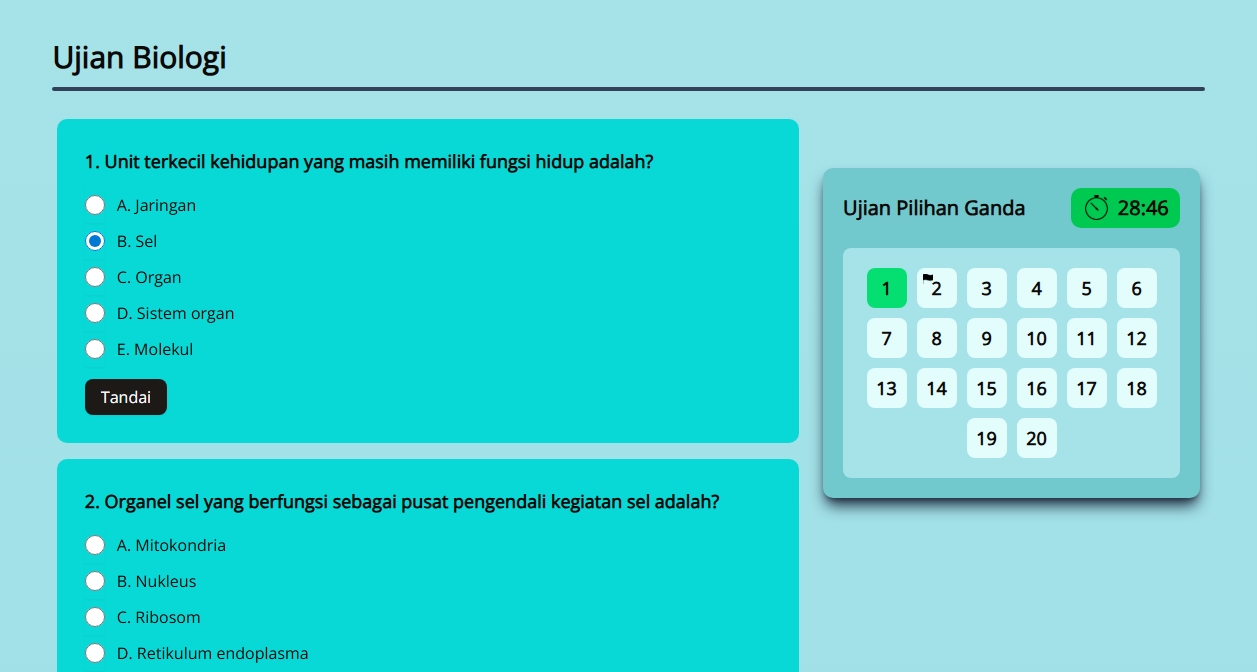 Ujian Biologi
1. Unit terkecil kehidupan yang masih memiliki fungsi hidup adalah?
A. Jaringan
B. Sel
C. Organ
D. Sistem organ
E. Molekul
Tandai
2. Organel sel yang berfungsi sebagai pusat pengendali kegiatan sel adalah?
A. Mitokondria
B. Nukleus
C. Ribosom
D. Retikulum endoplasma
Ujian Pilihan Ganda 28:46
1 2 3 4 5 6
7 8 9 10 11 12
13 14 15 16 17 18
19 20